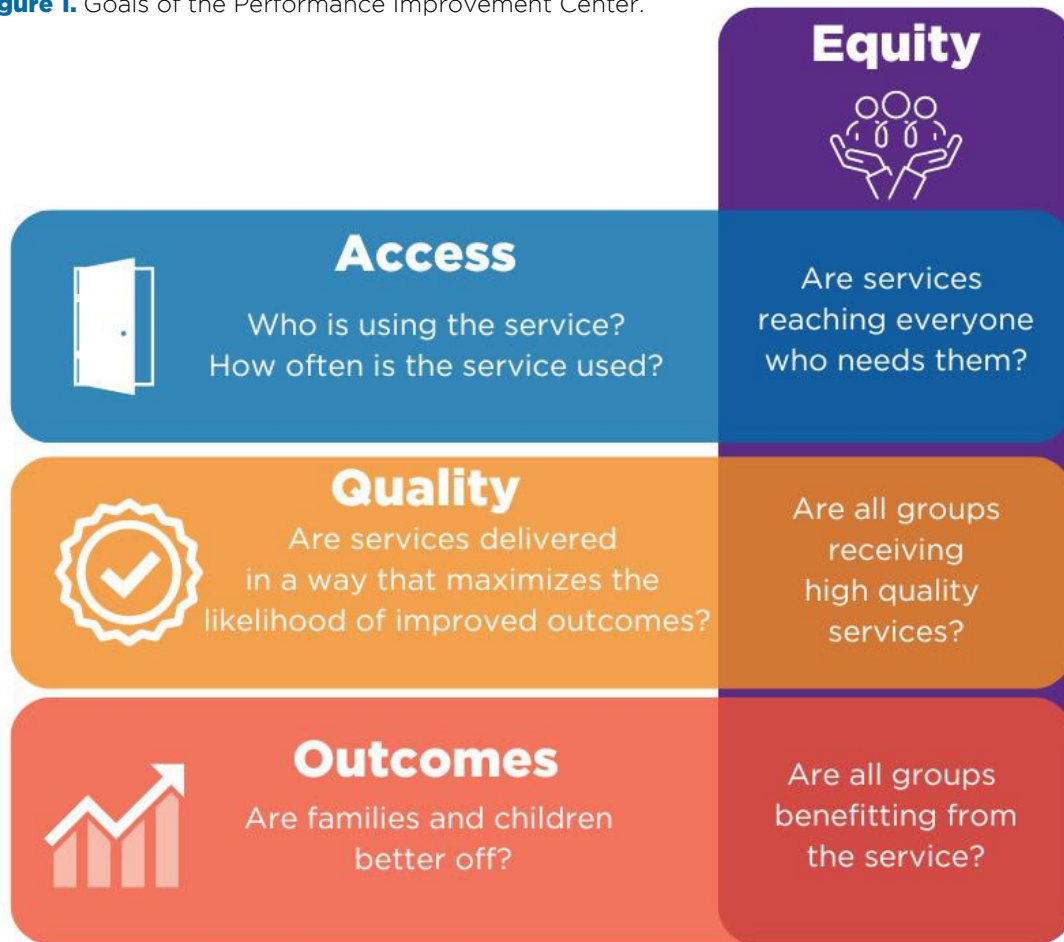 gure 1. Goals of the Performance Improvement Center.
Equity
Access
Who is using the service?
How often is the service used?
Are services
reaching everyone
who needs them?
Quality
Are services delivered
in a way that maximizes the
likelihood of improved outcomes?
Are all groups
receiving
high quality
services?
Outcomes
Are families and children
better off?
Are all groups
benefitting from
the service?